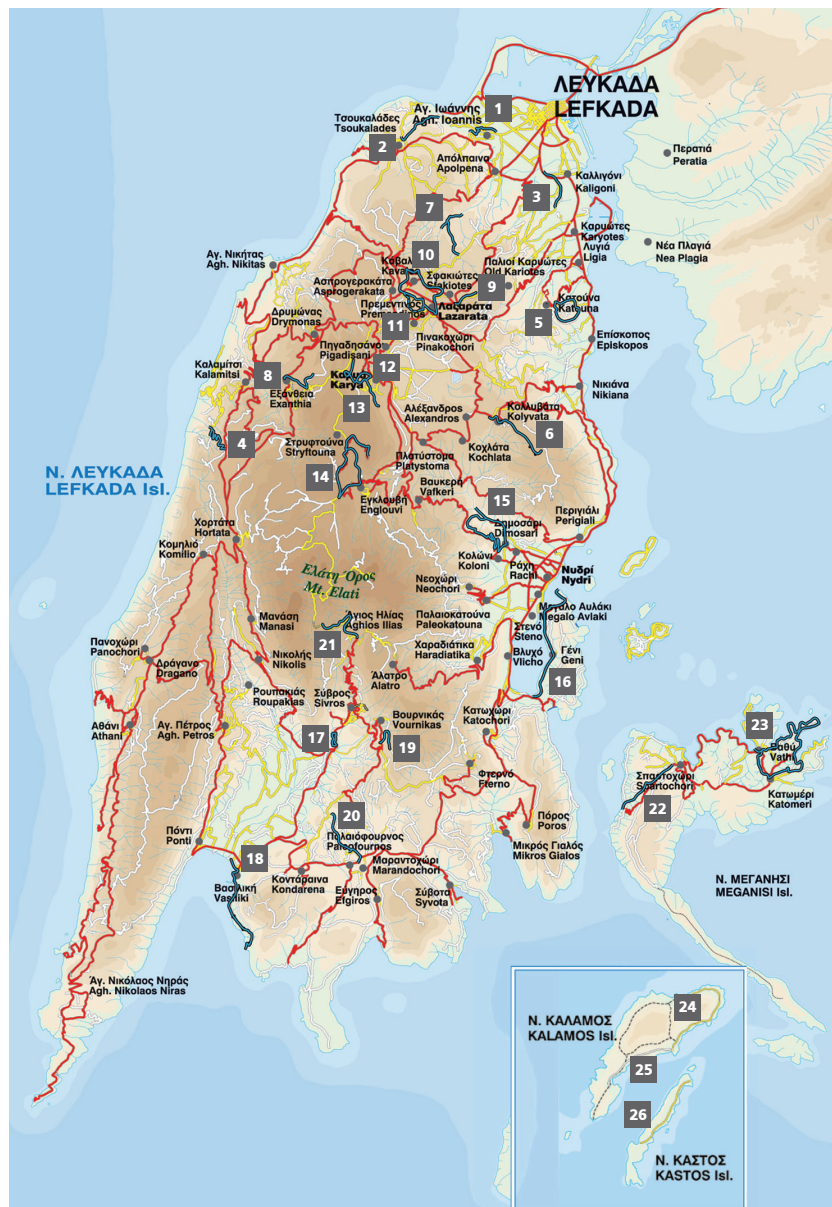 ΛΕΥΚΑΔΑ
LEFKADA
1
Αγ. Ιωάννης
Agh. Ioannis
Τσουκαλάδες
Tsoukalades
2
Περατιά
Peratia
Απόλπαινα
Apolpena
Καλλιγόνι
Kaligoni
3
7
Καρυώτες
Karyotes
Λυγιά
Ligia
Νέα Πλαγιά
Nea Plagia
Αγ. Νικήτας
Agh. Nikitas
10
Παλιοί Καρυώτες
Old Kariotes
Σφακιώτες
Sfakiotes
9
Ασπρογερακάτα
Asprogerakata
Λαζαράτα
Lazarata
Κατούνα
Katouna
5
Δρυμώνας
Drymonas
11
Πινακοχώρι
Pinakochori
Επίσκοπος
Episkopos
Πηγαδησάνοι
Pigadisani
12
Καλαμίτσι
Kalamitsi
8
Εξάνθεια
Exanthia
Karya
Νικιάνα
Nikiana
13
Αλέξανδρος
Alexandros
Κολλυβάτα
Kolyvata
6
4
Στρυφτούνα
Stryftouna
Κοχλάτα
Kochlata
Πλατύστομα
Platystoma
Ν. ΛΕΥΚΑΔΑ
LEFKADA Isl.
14
Εγκλουβή
Englouvi
Βαυκερή
Vafkeri
15
Περιγιάλι
Perigiali
Δημοσάρι
Dimosari
Χορτάτα
Hortata
Κομηλιό
Komilio
Κολώνι
Koloni
Ράχη
Rachi
Νυδρί
Nydri
Ελάτη Όρος
Mt. Elati
Νεοχώρι
Neochori
Μεγάλο Αυλάκι
Megalo Avlaki
Μανάση
Manasi
Άγιος Ηλίας
Aghios Ilias
Παλαιοκατούνα
Paleokatouna
Στενό
Steno
21
Πανοχώρι
Panochori
Δράγανο
Dragano
Νικολής
Nikolis
Χαραδιάτικα
Haradiatika
Βλυχό
Vlicho
Γένι
Geni
Άλατρο
Alatro
16
Ρουπακιάς
Roupakias
Σύβρος
Sivros
Αθάνι
Athani
Αγ. Πέτρος
Agh. Petros
17
Βουρνικάς
Vournikas
19
Κατωχώρι
Katochori
23
Βαθύ
Vathi
Σπαρτοχώρι
Spartochori
Κατωμέρι
Katomeri
22
Φτερνό
Fterno
20
Πόρος
Poros
Πόντι
Ponti
Παλαιόφουρνος
Paleofournos
Μικρός Γιαλός
Mikros Gialos
18
Βασιλική
Vasiliki
Κοντάραινα
Kondarena
Μαραντοχώρι
Marandochori
Εύγηρος
Efgiros
Σύβοτα
Syvota
Ν. ΜΕΓΑΝΗΣΙ
MEGANISI Isl.
Άγ. Νικόλαος Νηράς
Agh. Nikolaos Niras
24
Ν. ΚΑΛΑΜΟΣ
KALAMOS Isl.
25
26
Ν. ΚΑΣΤΟΣ
KASTOS Isl.